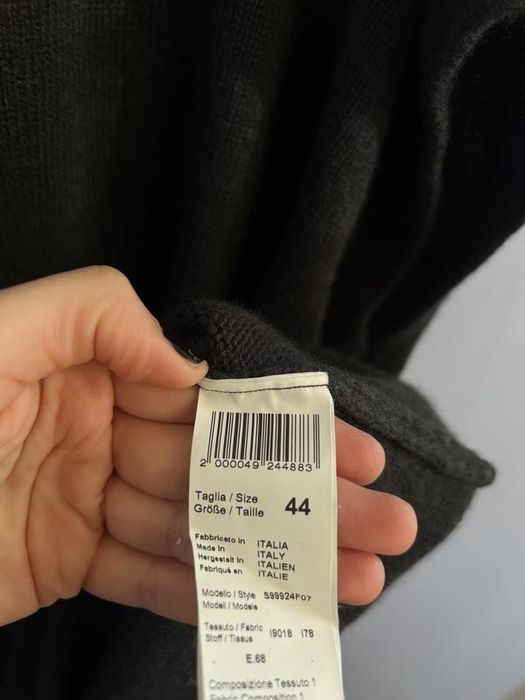 2 000049 244883
Taglia / Size
Größe / Taille 44
Fabbricato in ITALIA
Made in ITALY
Hergestellt in ITALIEN
Fabriqué en ITALIE
Modello / Style S99924F07
Modell / Modele
Tessuto / Fabric
Stoff / Tissus I9018 I78
E.68
Composizione Tessuto 1
Fabric Composition 1